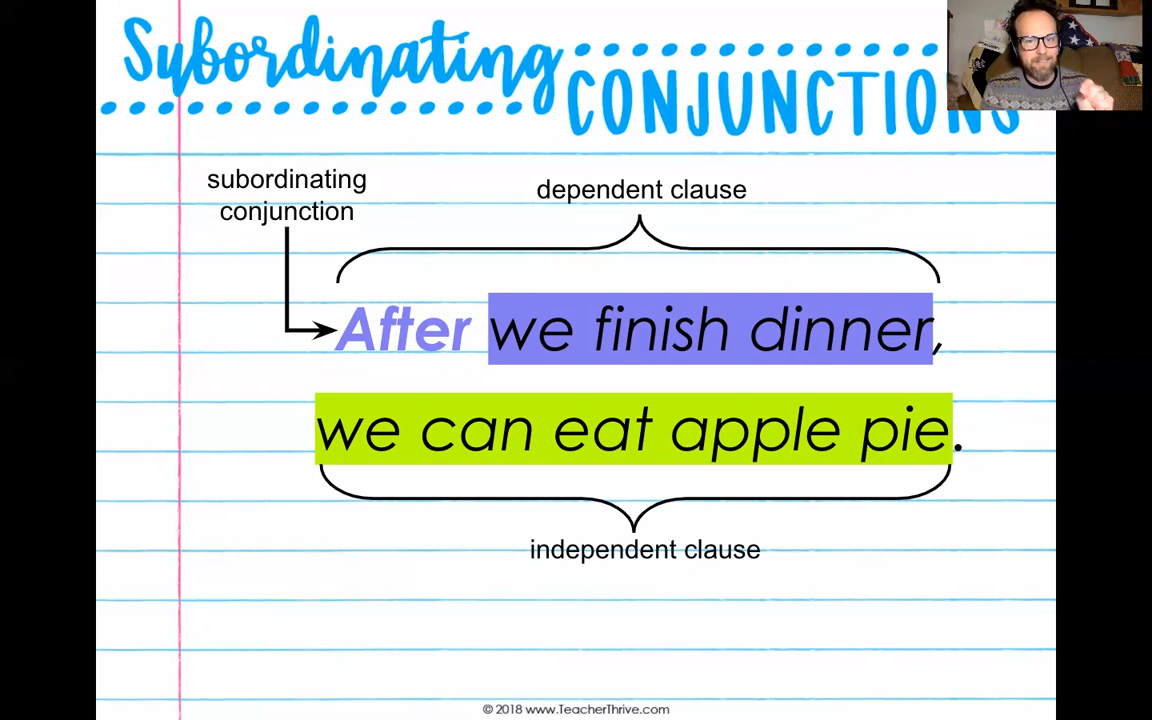 Subordinating
CONJUNCTIONS
subordinating
conjunction
dependent clause
After we finish dinner,
we can eat apple pie.
independent clause
© 2018 www.TeacherThrive.com